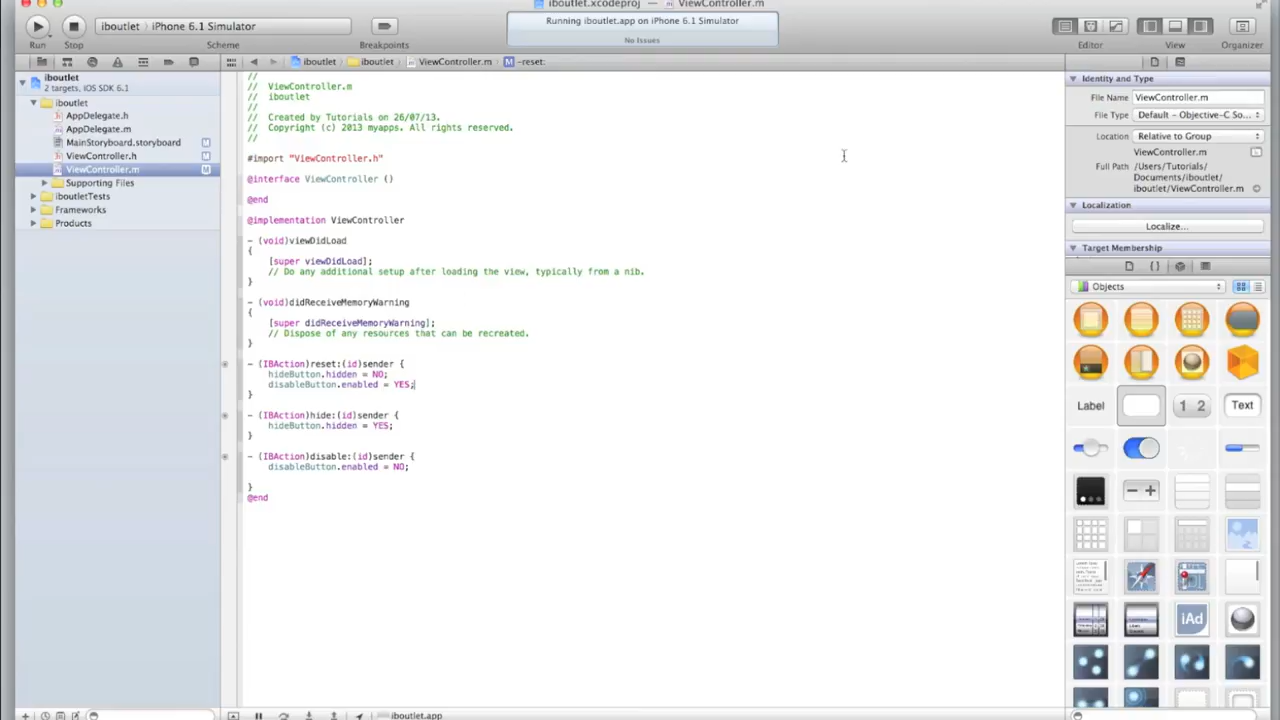 iboutlet.xcodeproj — ViewController.m
iboutlet iPhone 6.1 Simulator
Running iboutlet.app on iPhone 6.1 Simulator
No Issues
Run Stop Scheme Breakpoints Editor View Organizer
iboutlet iboutlet ViewController.m M -reset:
iboutlet
2 targets, iOS SDK 6.1
iboutlet
AppDelegate.h
AppDelegate.m
MainStoryboard.storyboard
ViewController.h
ViewController.m M
Supporting Files
iboutletTests
Frameworks
Products
//
// ViewController.m
// iboutlet
//
// Created by Tutorials on 26/07/13.
// Copyright (c) 2013 myapps. All rights reserved.
//
#import "ViewController.h"
@interface ViewController ()
@end
@implementation ViewController
- (void)viewDidLoad
{
[super viewDidLoad];
// Do any additional setup after loading the view, typically from a nib.
}
- (void)didReceiveMemoryWarning
{
[super didReceiveMemoryWarning];
// Dispose of any resources that can be recreated.
}
- (IBAction)reset:(id)sender {
hideButton.hidden = NO;
disableButton.enabled = YES;
}
- (IBAction)hide:(id)sender {
hideButton.hidden = YES;
}
- (IBAction)disable:(id)sender {
disableButton.enabled = NO;
}
@end
iboutlet.app
Identity and Type
File Name ViewController.m
File Type Default - Objective-C So...
Location Relative to Group
ViewController.m
Full Path /Users/Tutorials/
Documents/iboutlet/
iboutlet/ViewController.m
Localization
Localize...
Target Membership
{ }
Objects
Label 1 2 Text
iAd